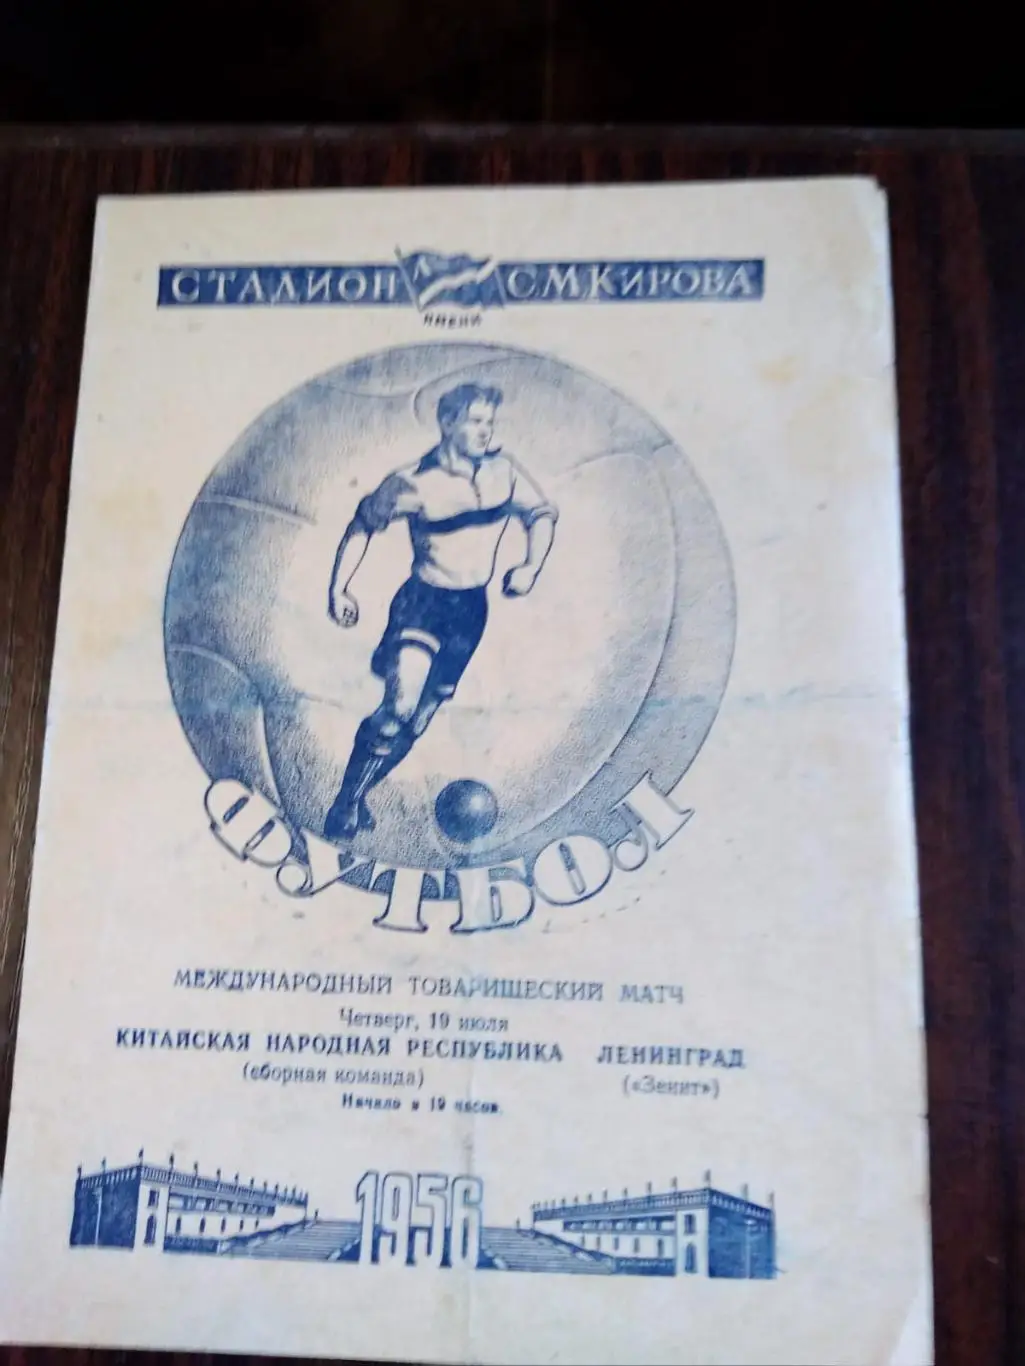 СТАДИОН Л С.М.КИРОВА
ИМЕНИ
ФУТБОЛ
МЕЖДУНАРОДНЫЙ ТОВАРИЩЕСКИЙ МАТЧ
Четверг, 19 июля
КИТАЙСКАЯ НАРОДНАЯ РЕСПУБЛИКА ЛЕНИНГРАД
(сборная команда) («Зенит»)
Начало в 19 часов.
1956